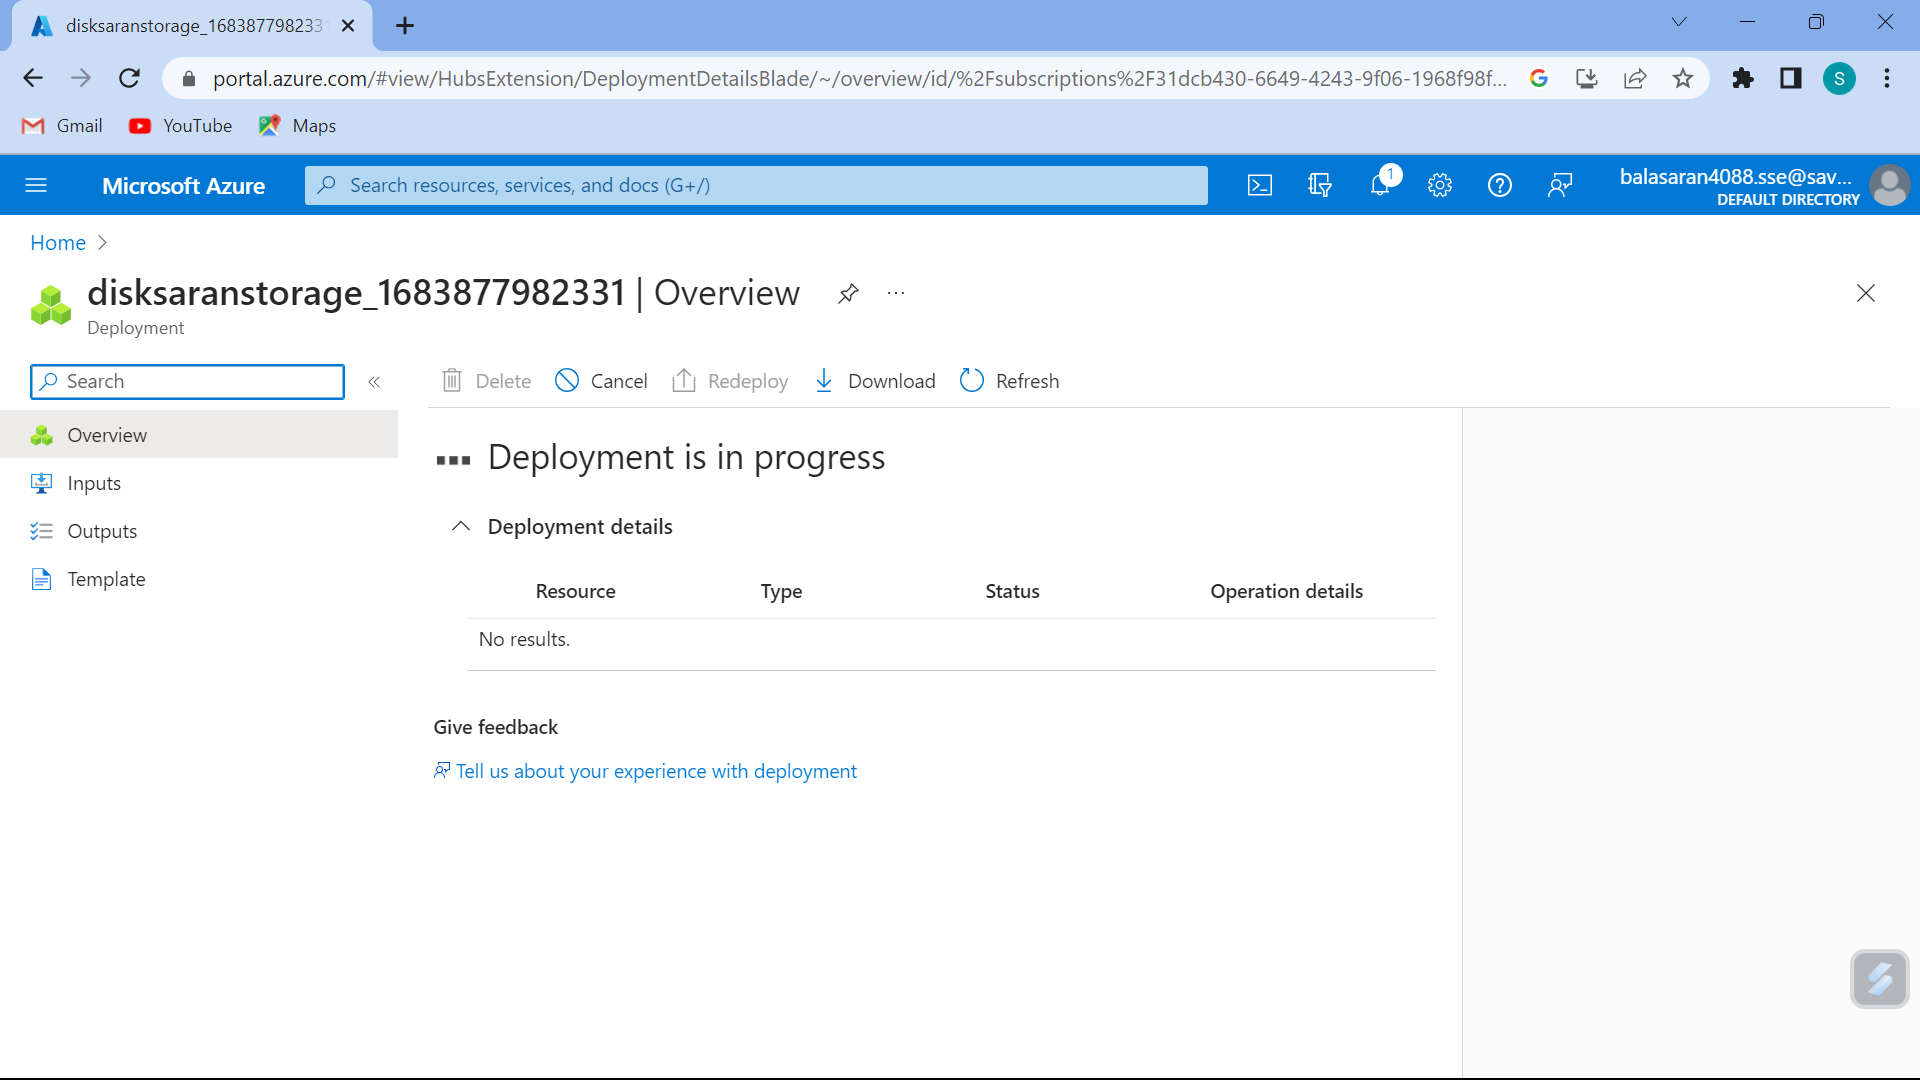 disksaranstorage_1683877982331
portal.azure.com/#view/HubsExtension/DeploymentDetailsBlade/~/overview/id/%2Fsubscriptions%2F31dcb430-6649-4243-9f06-1968f98f...
S
Gmail
YouTube
Maps
Microsoft Azure
Search resources, services, and docs (G+/)
1
balasaran4088.sse@sav...
DEFAULT DIRECTORY
Home
disksaranstorage_1683877982331 | Overview
...
Deployment
Search
Delete
Cancel
Redeploy
Download
Refresh
Overview
Inputs
Outputs
Template
Deployment is in progress
Deployment details
Resource Type Status Operation details
No results.
Give feedback
Tell us about your experience with deployment